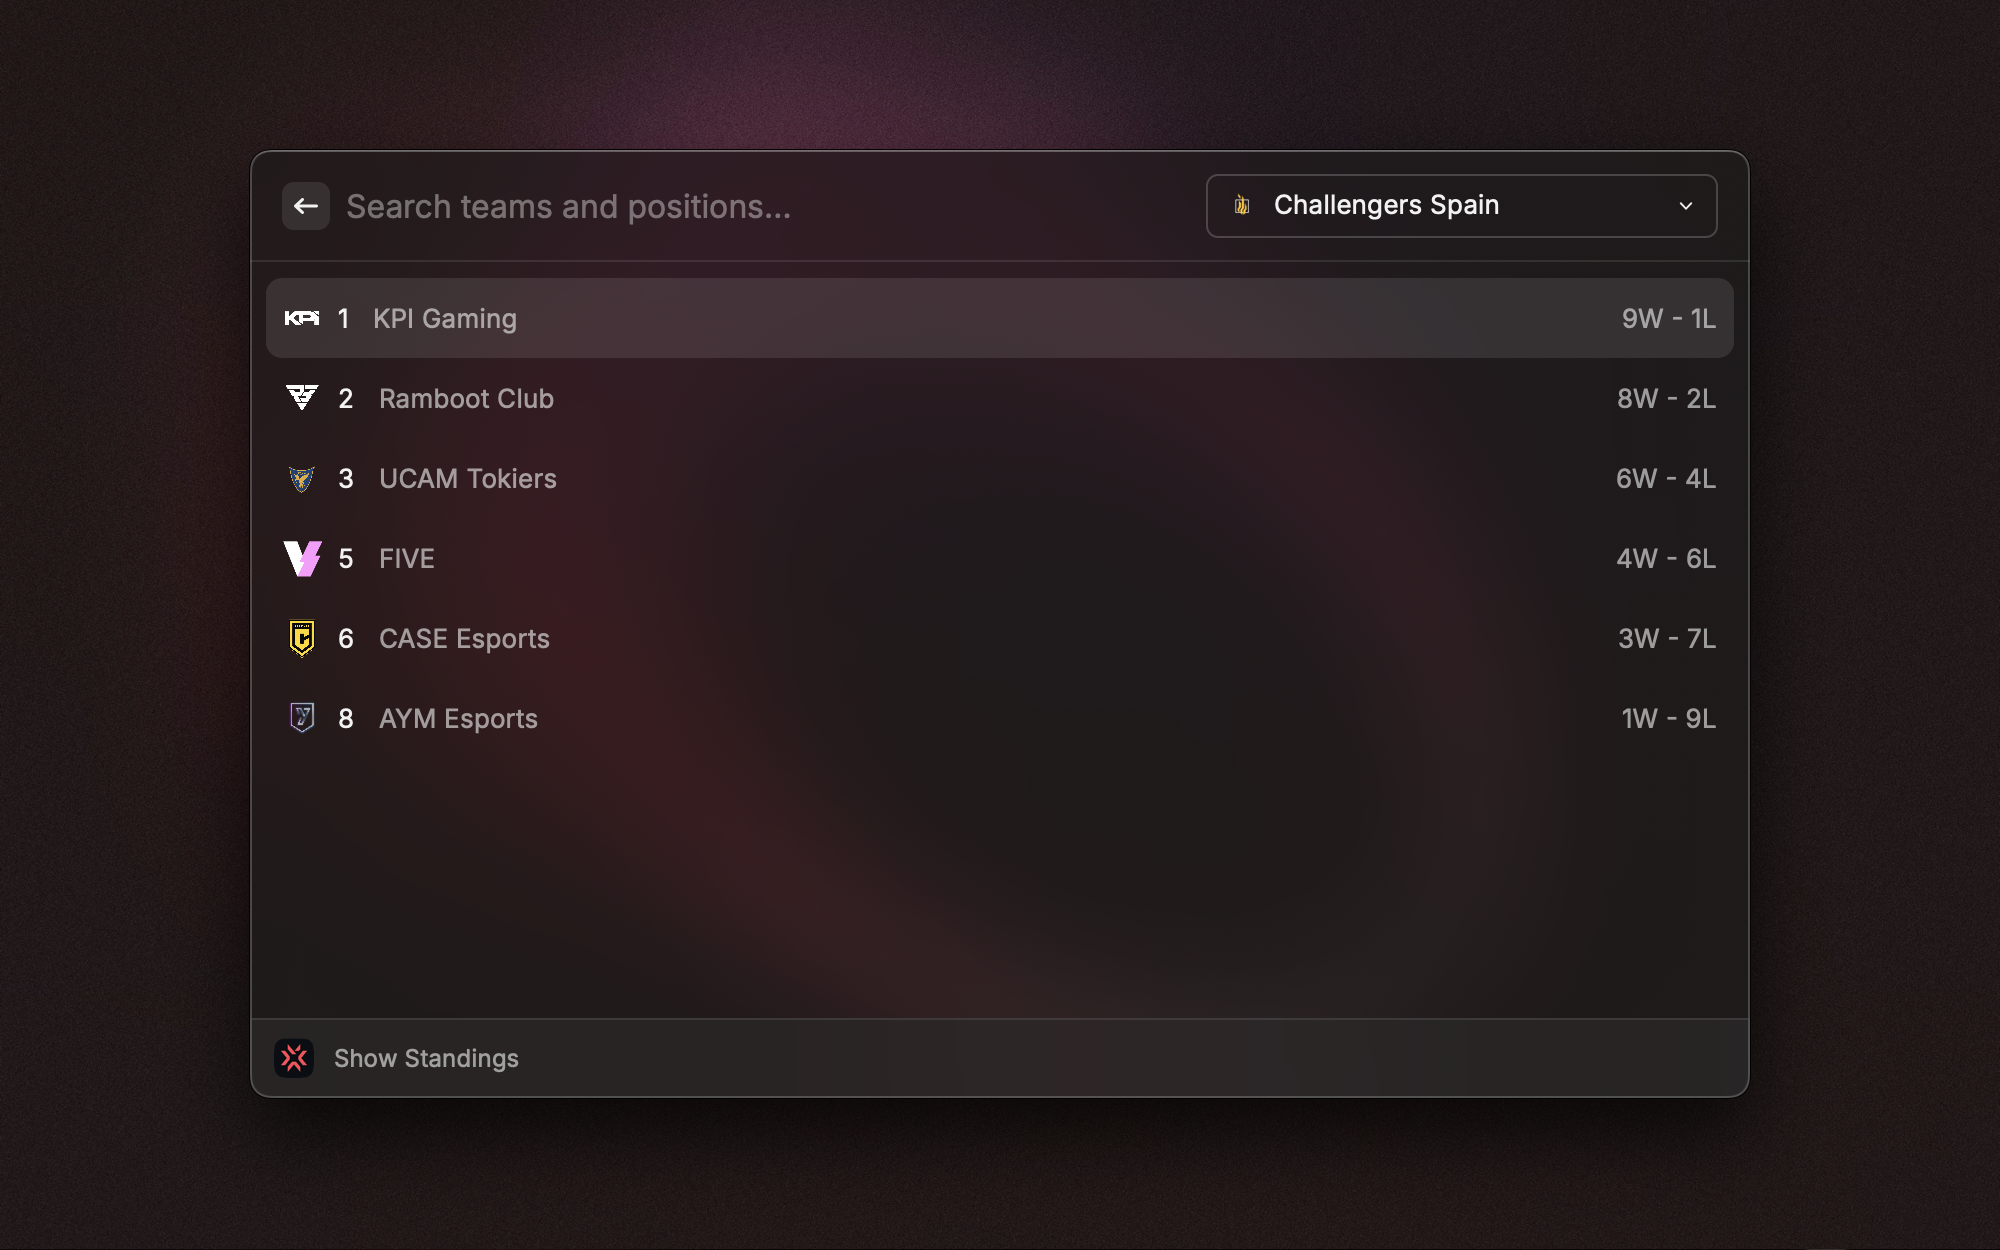 Search teams and positions...
Challengers Spain
KPI 1 KPI Gaming 9W - 1L
2 Ramboot Club 8W - 2L
3 UCAM Tokiers 6W - 4L
5 FIVE 4W - 6L
6 CASE Esports 3W - 7L
8 AYM Esports 1W - 9L
Show Standings